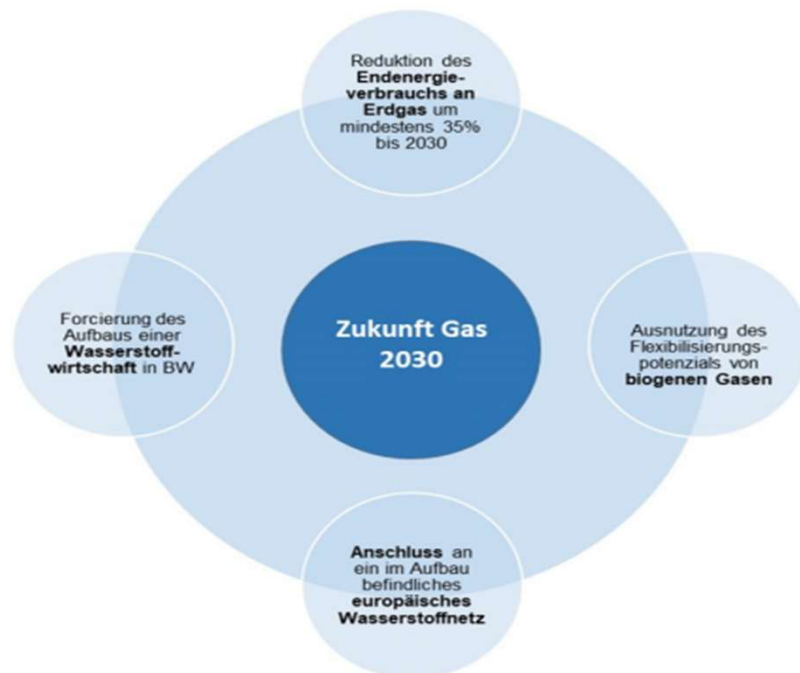 Reduktion des
Endenergie-
verbrauchs an
Erdgas um
mindestens 35%
bis 2030
Forcierung des
Aufbaus einer
Wasserstoff-
wirtschaft in BW
Zukunft Gas
2030
Ausnutzung des
Flexibilisierungs-
potenzials von
biogenen Gasen
Anschluss an
ein im Aufbau
befindliches
europäisches
Wasserstoffnetz